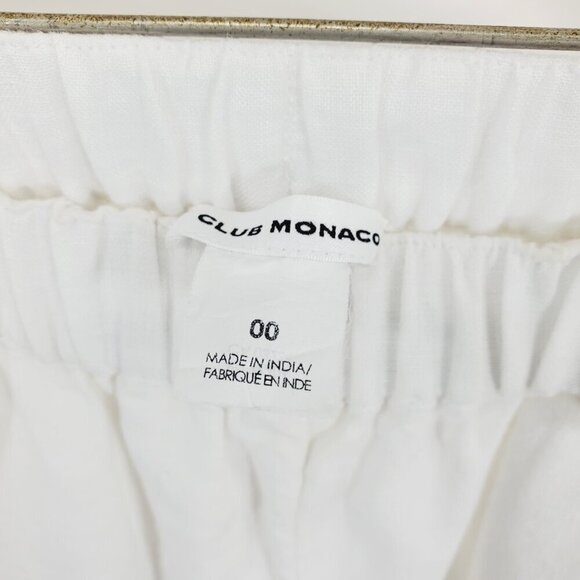 CLUB MONACO
00
MADE IN INDIA/
FABRIQUÉ EN INDE